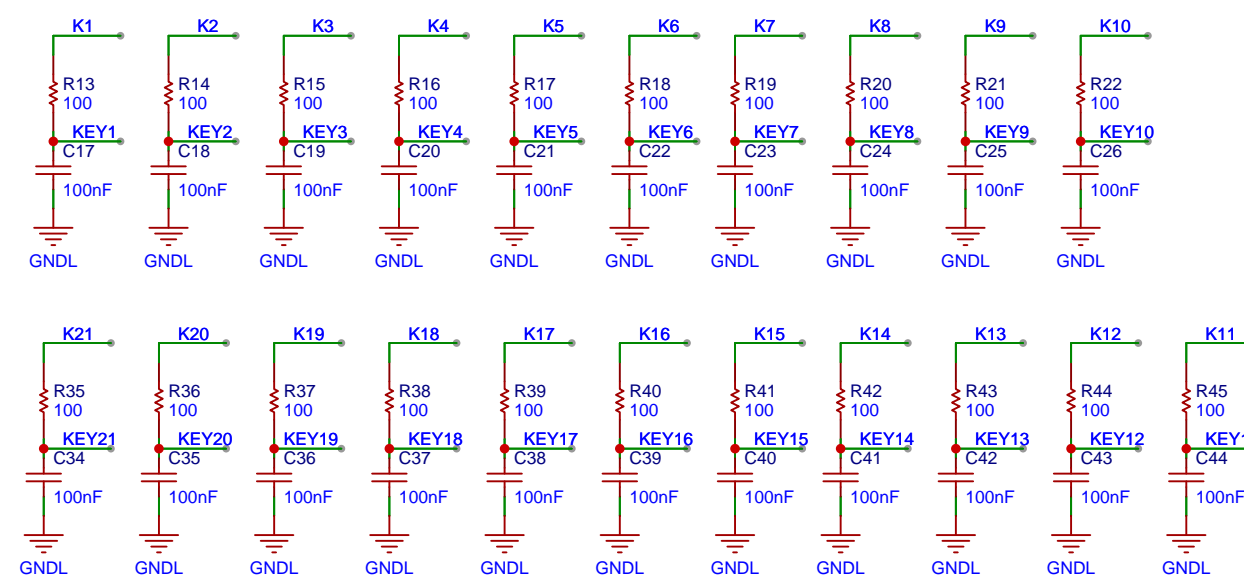 K1 K2 K3 K4 K5 K6 K7 K8 K9 K10
R13 R14 R15 R16 R17 R18 R19 R20 R21 R22
100 100 100 100 100 100 100 100 100 100
KEY1 KEY2 KEY3 KEY4 KEY5 KEY6 KEY7 KEY8 KEY9 KEY10
C17 C18 C19 C20 C21 C22 C23 C24 C25 C26
100nF 100nF 100nF 100nF 100nF 100nF 100nF 100nF 100nF 100nF
GNDL GNDL GNDL GNDL GNDL GNDL GNDL GNDL GNDL GNDL
K21 K20 K19 K18 K17 K16 K15 K14 K13 K12 K11
R35 R36 R37 R38 R39 R40 R41 R42 R43 R44 R45
100 100 100 100 100 100 100 100 100 100 100
KEY21 KEY20 KEY19 KEY18 KEY17 KEY16 KEY15 KEY14 KEY13 KEY12
C34 C35 C36 C37 C38 C39 C40 C41 C42 C43 C44
100nF 100nF 100nF 100nF 100nF 100nF 100nF 100nF 100nF 100nF 100nF
GNDL GNDL GNDL GNDL GNDL GNDL GNDL GNDL GNDL GNDL GNDL